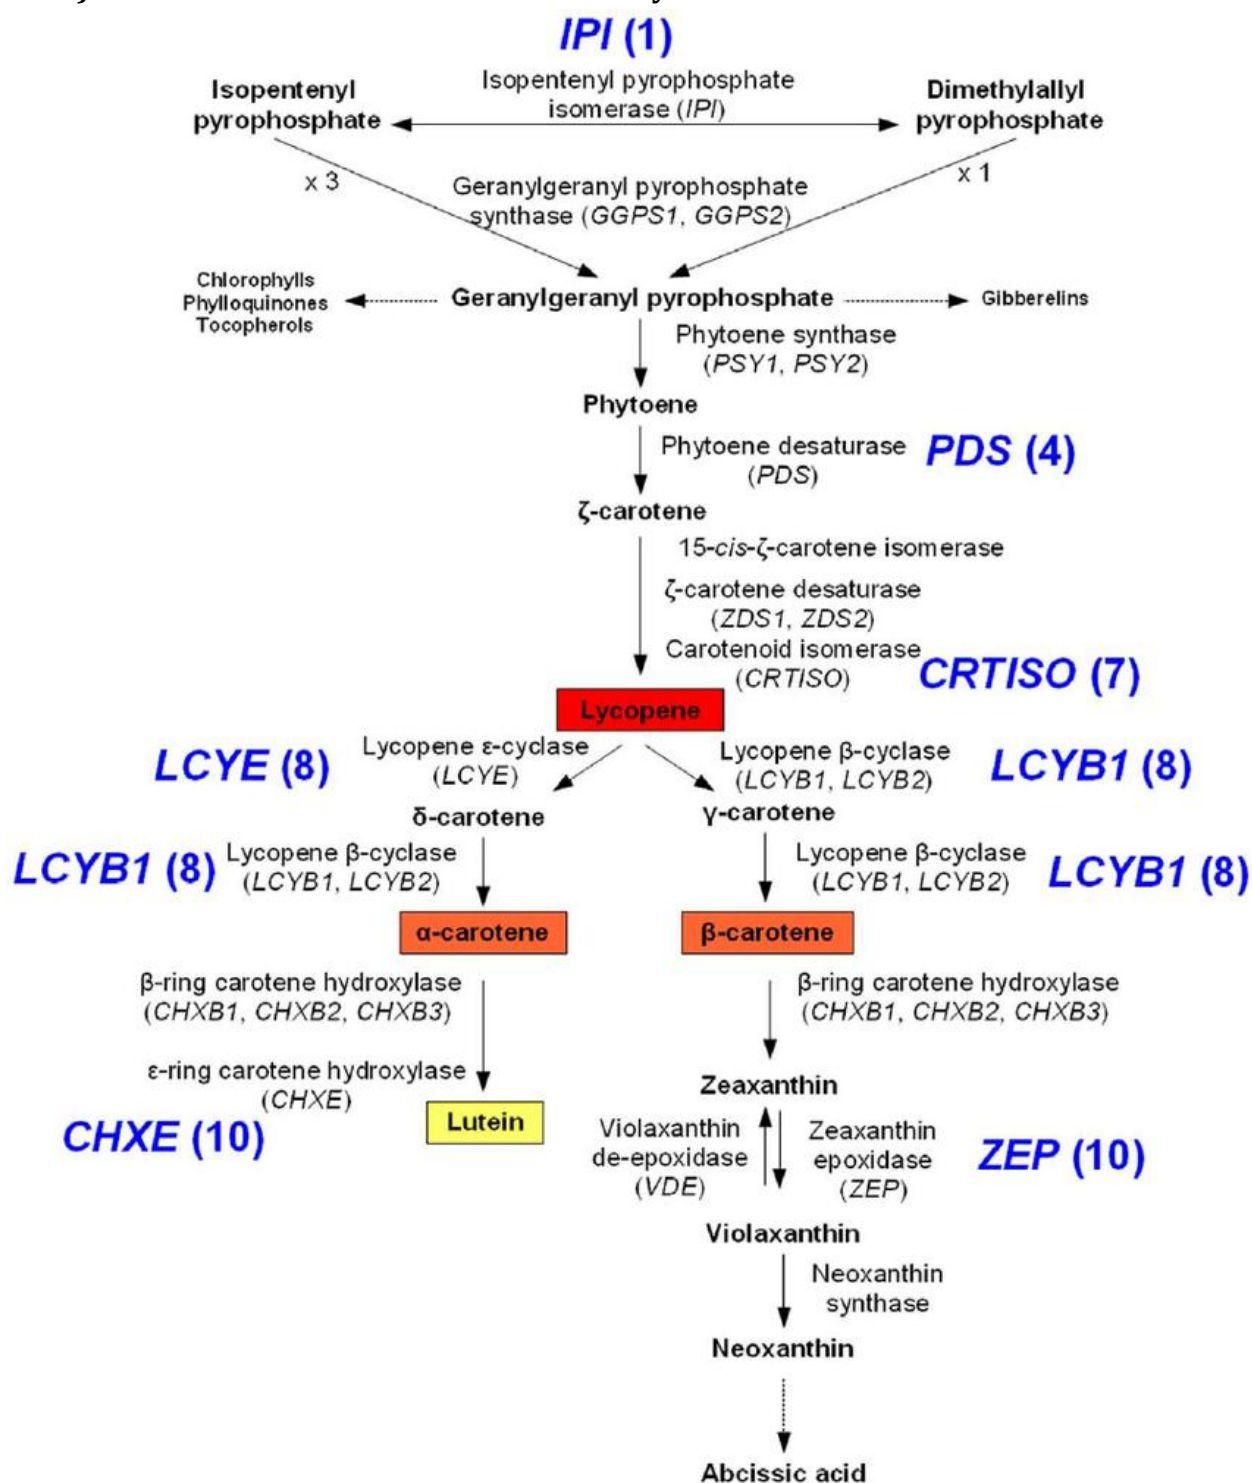 IPI (1)
Isopentenyl
pyrophosphate
Isopentenyl pyrophosphate
isomerase (IPI)
Dimethylallyl
pyrophosphate
x 3
x 1
Geranylgeranyl pyrophosphate
synthase (GGPS1, GGPS2)
Chlorophylls
Phylloquinones
Tocopherols
Geranylgeranyl pyrophosphate
Gibberelins
Phytoene synthase
(PSY1, PSY2)
Phytoene
Phytoene desaturase
(PDS)
PDS (4)
ζ-carotene
15-cis-ζ-carotene isomerase
ζ-carotene desaturase
(ZDS1, ZDS2)
Carotenoid isomerase
(CRTISO)
CRTISO (7)
Lycopene
LCYE (8)
Lycopene ε-cyclase
(LCYE)
Lycopene β-cyclase
(LCYB1, LCYB2)
LCYB1 (8)
δ-carotene
γ-carotene
LCYB1 (8)
Lycopene β-cyclase
(LCYB1, LCYB2)
Lycopene β-cyclase
(LCYB1, LCYB2)
LCYB1 (8)
α-carotene
β-carotene
β-ring carotene hydroxylase
(CHXB1, CHXB2, CHXB3)
β-ring carotene hydroxylase
(CHXB1, CHXB2, CHXB3)
ε-ring carotene hydroxylase
(CHXE)
CHXE (10)
Lutein
Zeaxanthin
Violaxanthin
de-epoxidase
(VDE)
Zeaxanthin
epoxidase
(ZEP)
ZEP (10)
Violaxanthin
Neoxanthin
synthase
Neoxanthin
Abcissic acid